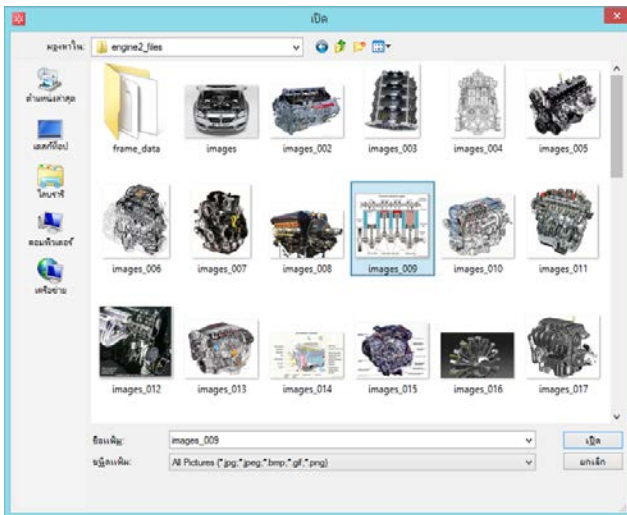 เปิด
มองหาใน: engine2_files
ตำแหน่งล่าสุด
เดสก์ท็อป
ไลบรารี
คอมพิวเตอร์
เครือข่าย
frame_data images images_002 images_003 images_004 images_005
images_006 images_007 images_008 images_009 images_010 images_011
images_012 images_013 images_014 images_015 images_016 images_017
ชื่อแฟ้ม: images_009 เปิด
ชนิดแฟ้ม: All Pictures (*.jpg;*.jpeg;*.bmp;*.gif;*.png) ยกเลิก